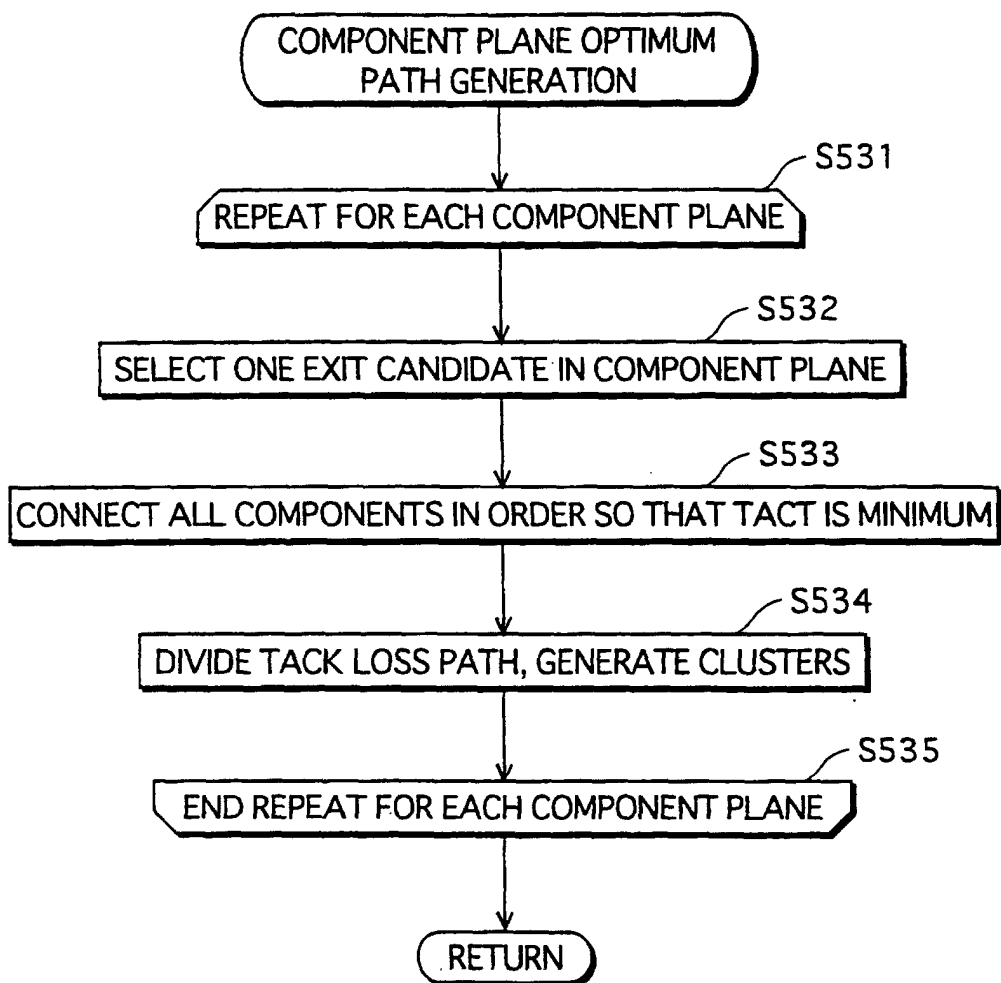 COMPONENT PLANE OPTIMUM
PATH GENERATION
S531
REPEAT FOR EACH COMPONENT PLANE
S532
SELECT ONE EXIT CANDIDATE IN COMPONENT PLANE
S533
CONNECT ALL COMPONENTS IN ORDER SO THAT TACT IS MINIMUM
S534
DIVIDE TACK LOSS PATH, GENERATE CLUSTERS
S535
END REPEAT FOR EACH COMPONENT PLANE
RETURN